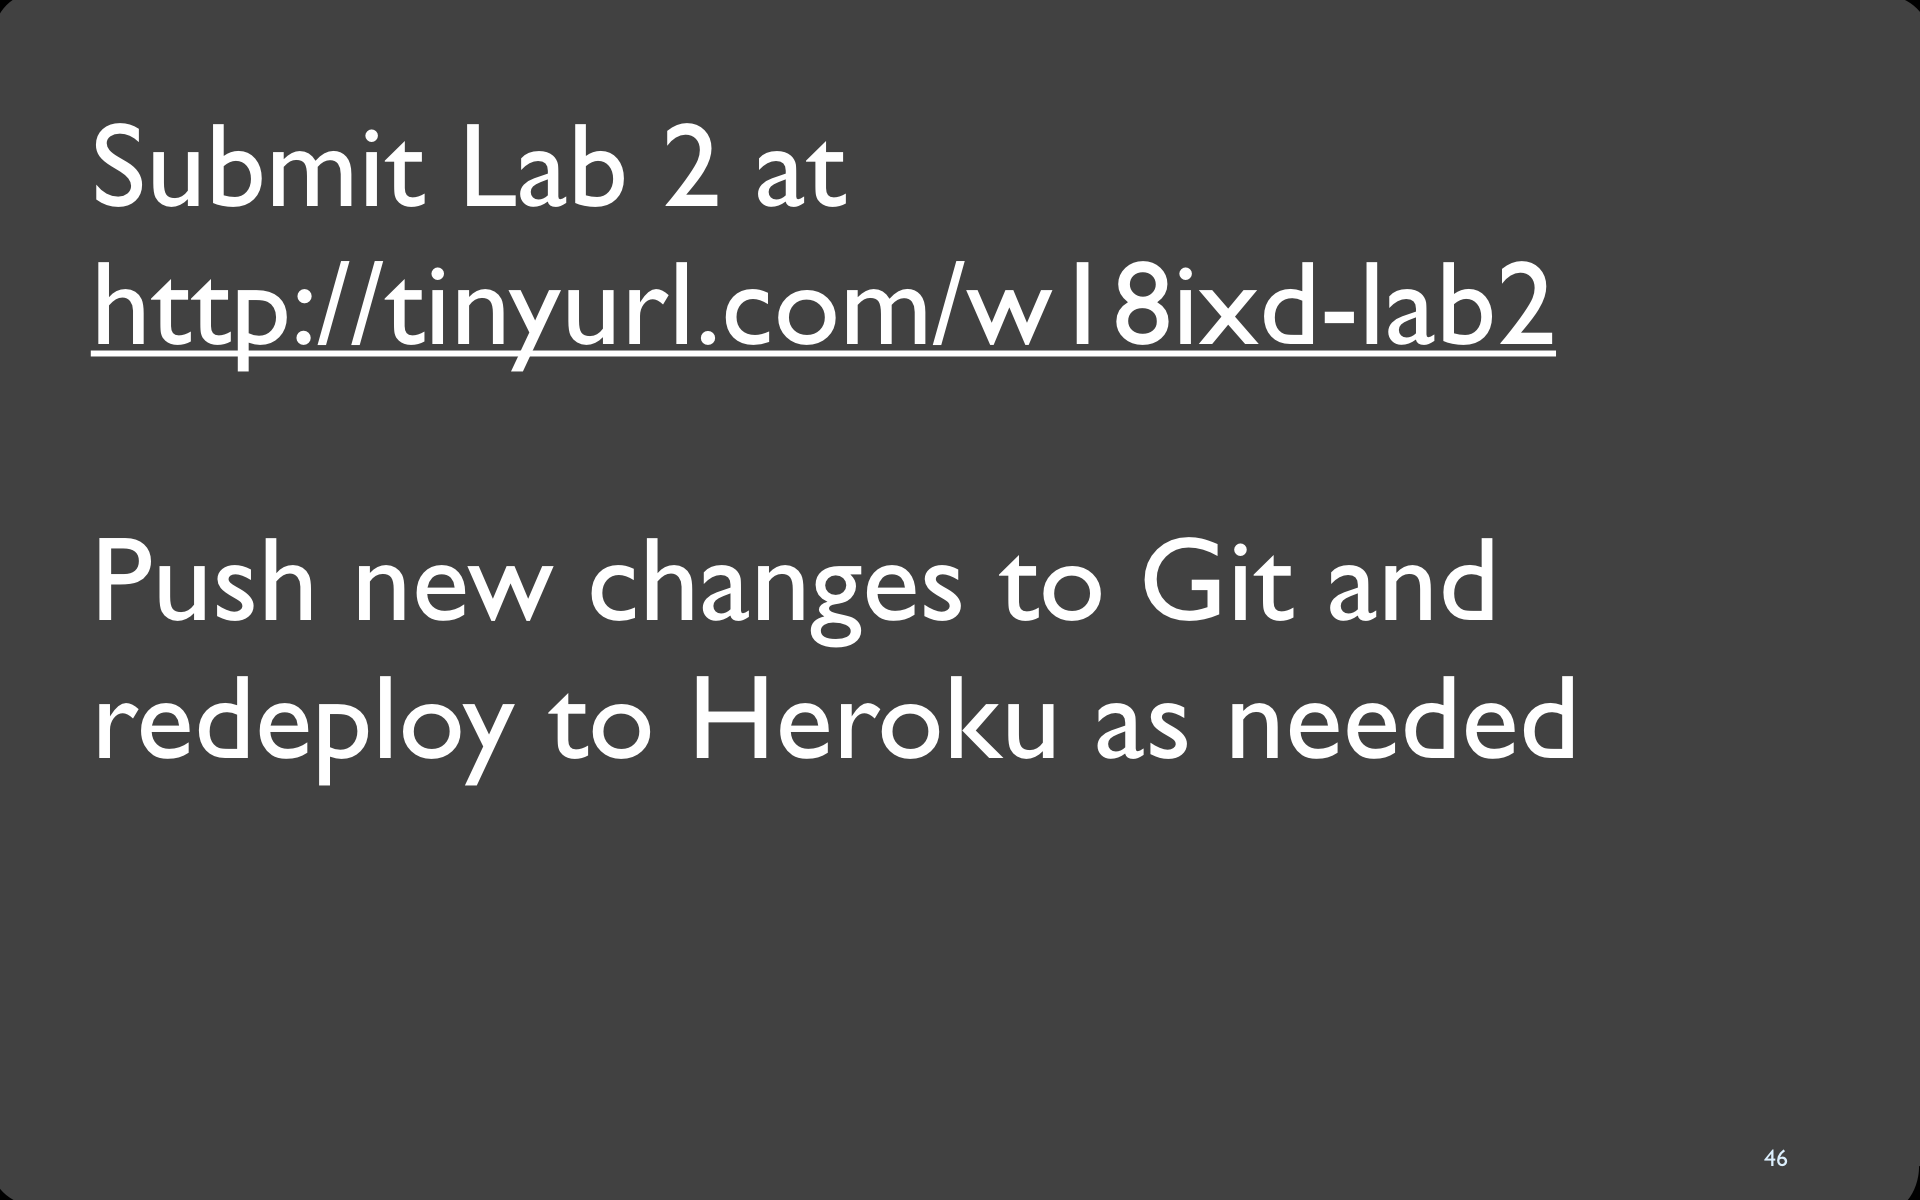 Submit Lab 2 at
http://tinyurl.com/w18ixd-lab2
Push new changes to Git and
redeploy to Heroku as needed
46